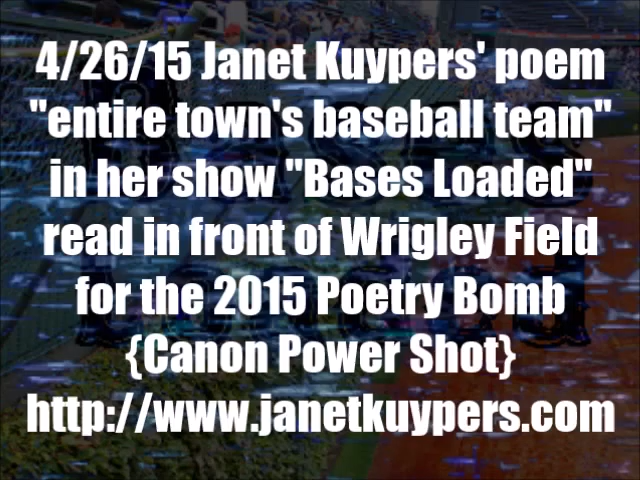 4/26/15 Janet Kuypers' poem
"entire town's baseball team"
in her show "Bases Loaded"
read in front of Wrigley Field
for the 2015 Poetry Bomb
{Canon Power Shot}
http://www.janetkuypers.com